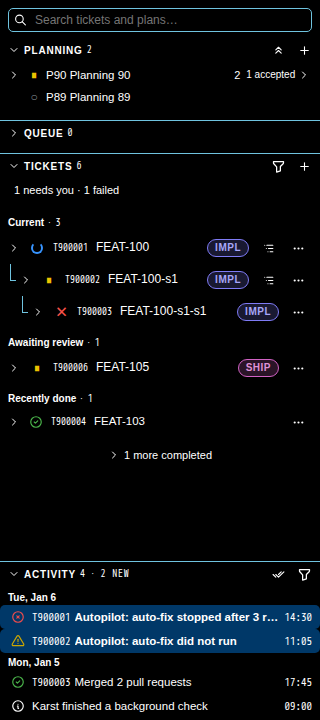 Search tickets and plans…
PLANNING 2
P90 Planning 90 2 1 accepted
P89 Planning 89
QUEUE 0
TICKETS 6
1 needs you · 1 failed
Current · 3
T900001 FEAT-100 IMPL
T900002 FEAT-100-s1 IMPL
T900003 FEAT-100-s1-s1 IMPL
Awaiting review · 1
T900006 FEAT-105 SHIP
Recently done · 1
T900004 FEAT-103
1 more completed
ACTIVITY 4 · 2 NEW
Tue, Jan 6
T900001 Autopilot: auto-fix stopped after 3 r… 14:30
T900002 Autopilot: auto-fix did not run 11:05
Mon, Jan 5
T900003 Merged 2 pull requests 17:45
Karst finished a background check 09:00